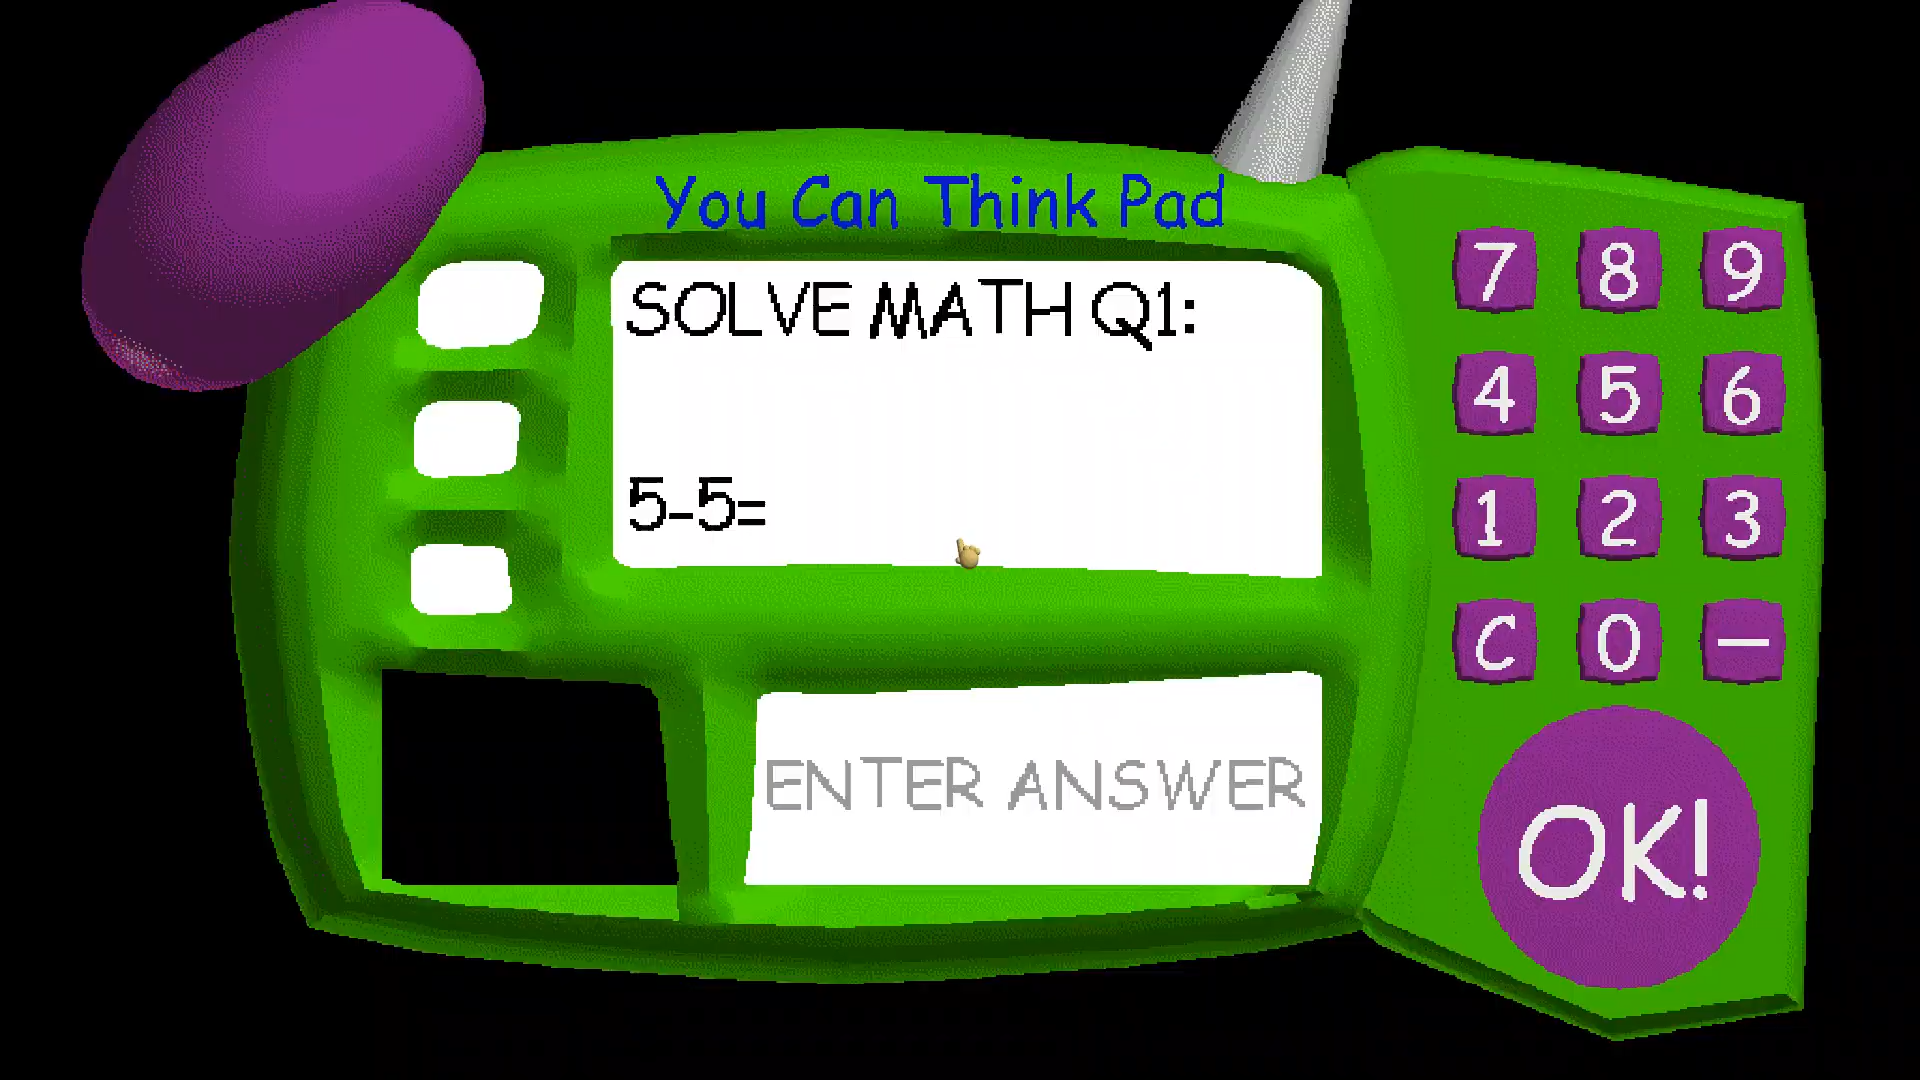 You Can Think Pad
SOLVE MATH Q1:
5-5=
ENTER ANSWER
7 8 9
4 5 6
1 2 3
C 0 –
OK!